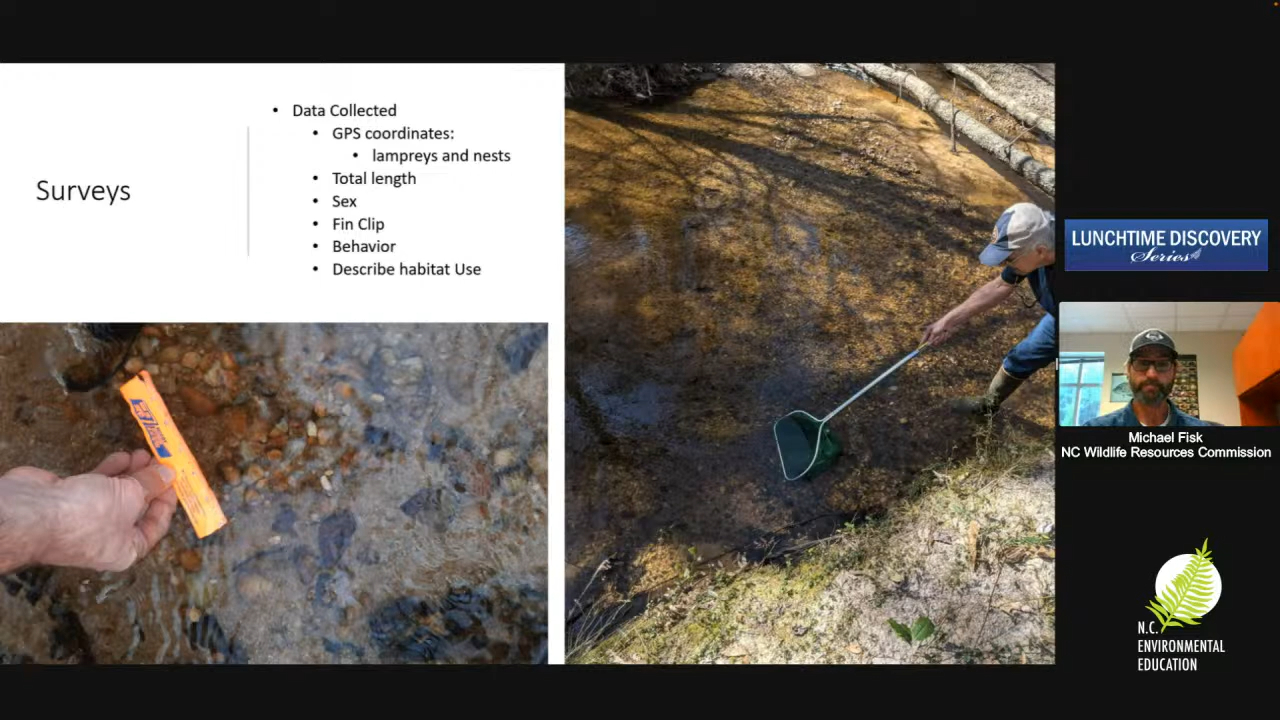 Surveys
• Data Collected
• GPS coordinates:
• lampreys and nests
• Total length
• Sex
• Fin Clip
• Behavior
• Describe habitat Use
LUNCHTIME DISCOVERY
Series
Michael Fisk
NC Wildlife Resources Commission
N.C.
ENVIRONMENTAL
EDUCATION